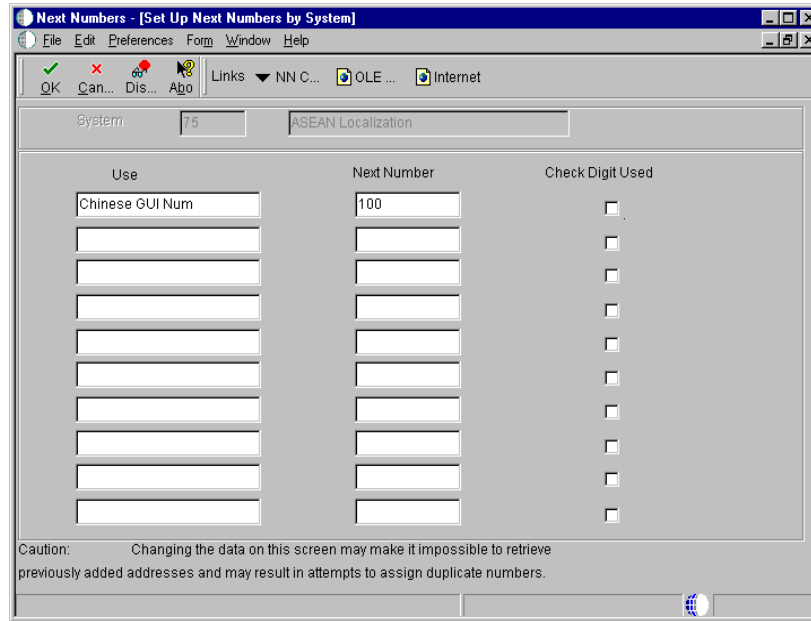 Next Numbers - [Set Up Next Numbers by System]
File Edit Preferences Form Window Help
OK Can... Dis... Abo Links NN C... OLE ... Internet
System 75 ASEAN Localization
Use Next Number Check Digit Used
Chinese GUI Num 100
Caution: Changing the data on this screen may make it impossible to retrieve
previously added addresses and may result in attempts to assign duplicate numbers.